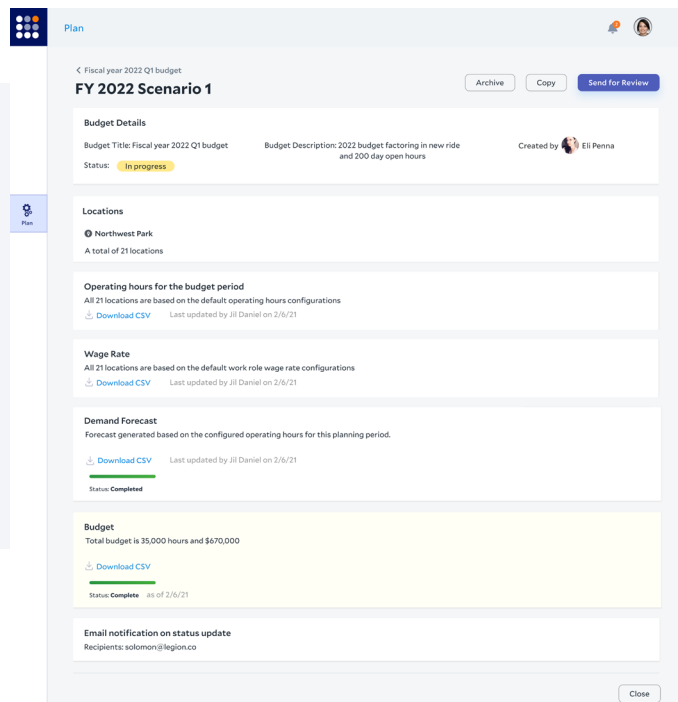 Plan
Fiscal year 2022 Q1 budget
FY 2022 Scenario 1
Archive
Copy
Send for Review
Budget Details
Budget Title: Fiscal year 2022 Q1 budget
Budget Description: 2022 budget factoring in new ride
and 200 day open hours
Created by Eli Penna
Status: In progress
Plan
Locations
Northwest Park
A total of 21 locations
Operating hours for the budget period
All 21 locations are based on the default operating hours configurations
Download CSV Last updated by Jil Daniel on 2/6/21
Wage Rate
All 21 locations are based on the default work role wage rate configurations
Download CSV Last updated by Jil Daniel on 2/6/21
Demand Forecast
Forecast generated based on the configured operating hours for this planning period.
Download CSV Last updated by Jil Daniel on 2/6/21
Status: Completed
Budget
Total budget is 35,000 hours and $670,000
Download CSV
Status: Complete as of 2/6/21
Email notification on status update
Recipients: solomon@legion.co
Close